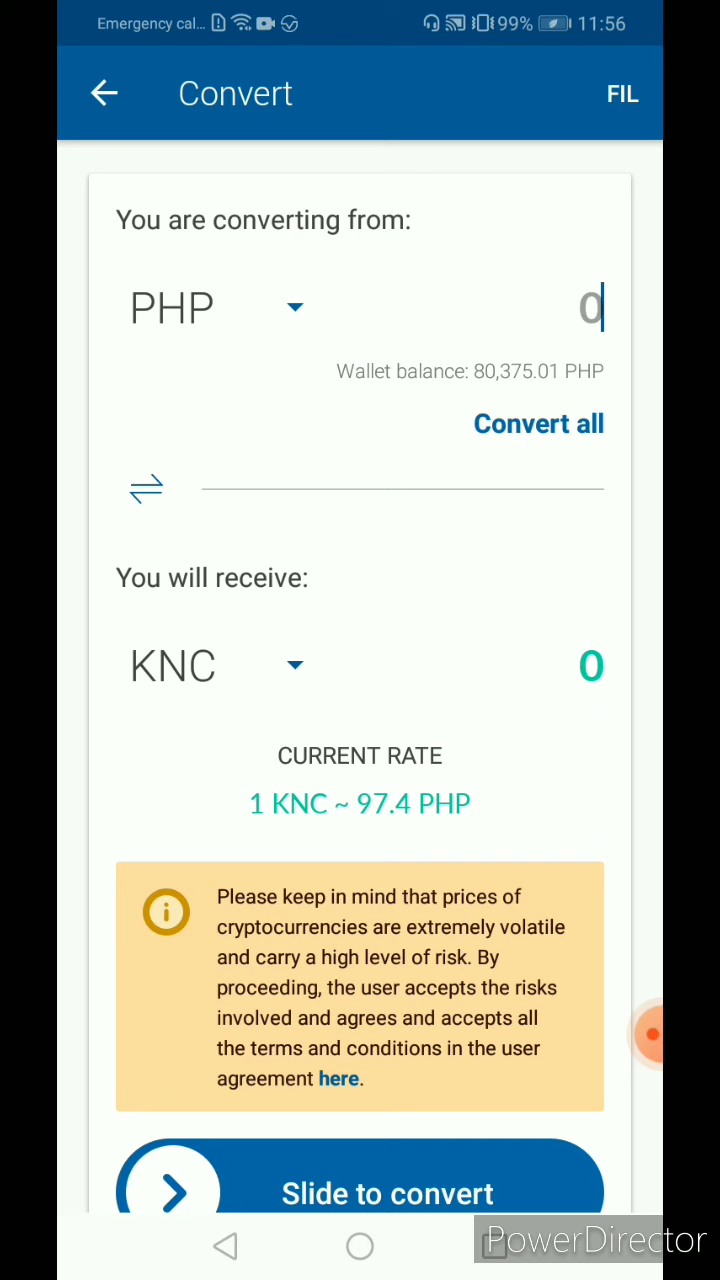 Emergency cal... 99% 11:56
Convert FIL
You are converting from:
PHP 0
Wallet balance: 80,375.01 PHP
Convert all
You will receive:
KNC 0
CURRENT RATE
1 KNC ~ 97.4 PHP
Please keep in mind that prices of
cryptocurrencies are extremely volatile
and carry a high level of risk. By
proceeding, the user accepts the risks
involved and agrees and accepts all
the terms and conditions in the user
agreement here.
Slide to convert
PowerDirector